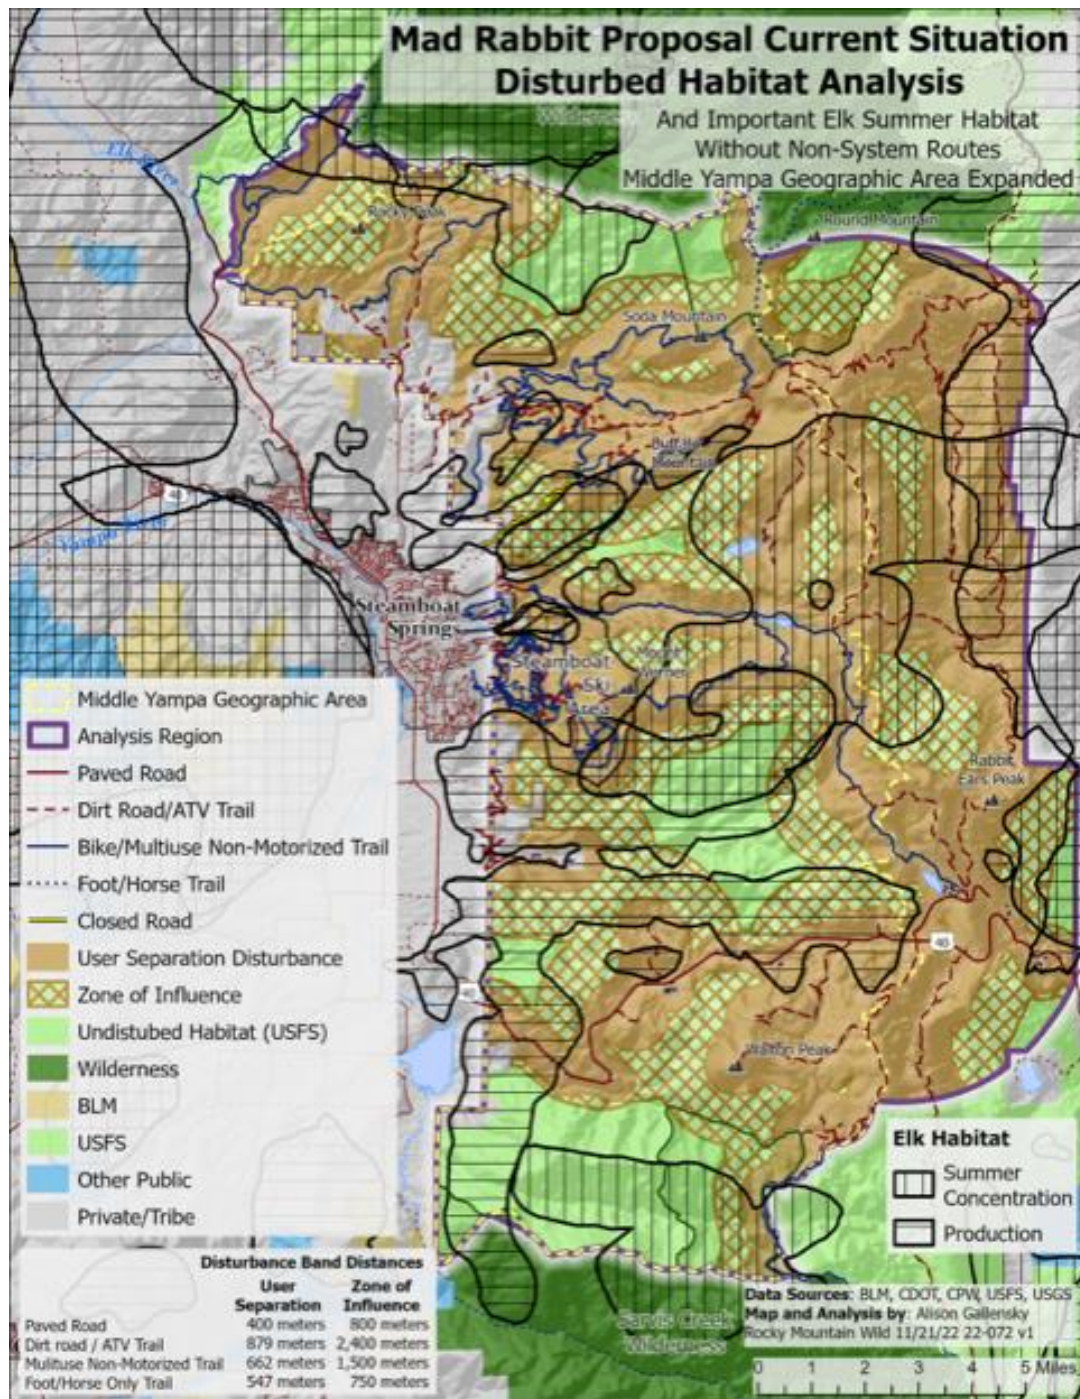 Mad Rabbit Proposal Current Situation
Disturbed Habitat Analysis
And Important Elk Summer Habitat
Without Non-System Routes
Middle Yampa Geographic Area Expanded
Wilderness
Elk River
Rocky Peak
Round Mountain
Soda Mountain
Buffalo
Mountain
40
Yampa River
Steamboat
Springs
Steamboat
Ski
Area
Mount
Werner
Rabbit
Ears Peak
40
40
Walton Peak
Sarvis Creek
Wilderness
Middle Yampa Geographic Area
Analysis Region
Paved Road
Dirt Road/ATV Trail
Bike/Multiuse Non-Motorized Trail
Foot/Horse Trail
Closed Road
User Separation Disturbance
Zone of Influence
Undistubed Habitat (USFS)
Wilderness
BLM
USFS
Other Public
Private/Tribe
Elk Habitat
Summer
Concentration
Production
Disturbance Band Distances
User Separation Zone of Influence
Paved Road 400 meters 800 meters
Dirt road / ATV Trail 879 meters 2,400 meters
Mulituse Non-Motorized Trail 662 meters 1,500 meters
Foot/Horse Only Trail 547 meters 750 meters
Data Sources: BLM, CDOT, CPW, USFS, USGS
Map and Analysis by: Alison Gallensky
Rocky Mountain Wild 11/21/22 22-072 v1
0 1 2 3 4 5 Miles